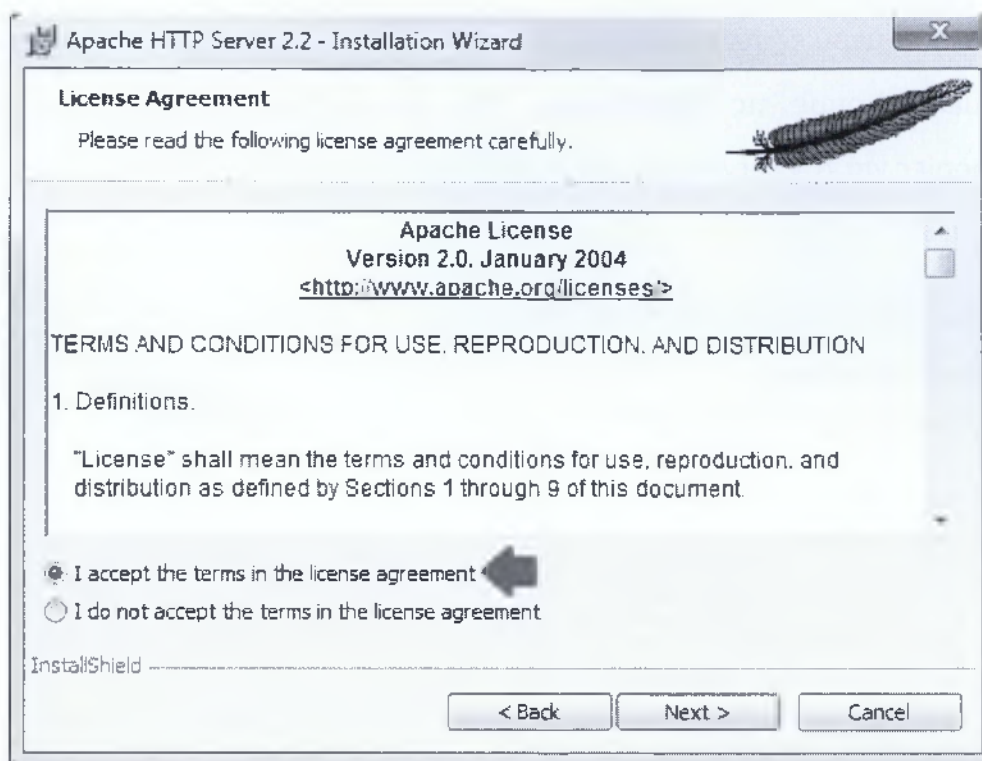 Apache HTTP Server 2.2 - Installation Wizard
License Agreement
Please read the following license agreement carefully.
Apache License
Version 2.0, January 2004
<http://www.apache.org/licenses/>
TERMS AND CONDITIONS FOR USE, REPRODUCTION, AND DISTRIBUTION
1. Definitions.
"License" shall mean the terms and conditions for use, reproduction, and
distribution as defined by Sections 1 through 9 of this document.
I accept the terms in the license agreement
I do not accept the terms in the license agreement
InstallShield
< Back
Next >
Cancel